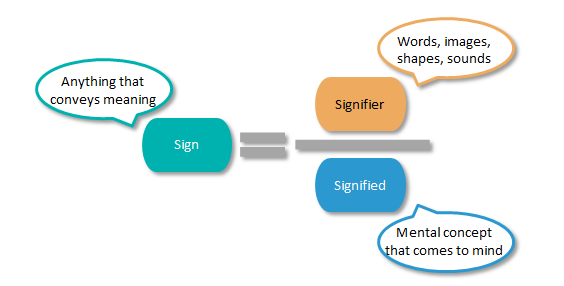 Words, images,
shapes, sounds
Anything that
conveys meaning
Signifier
Sign
Signified
Mental concept
that comes to mind